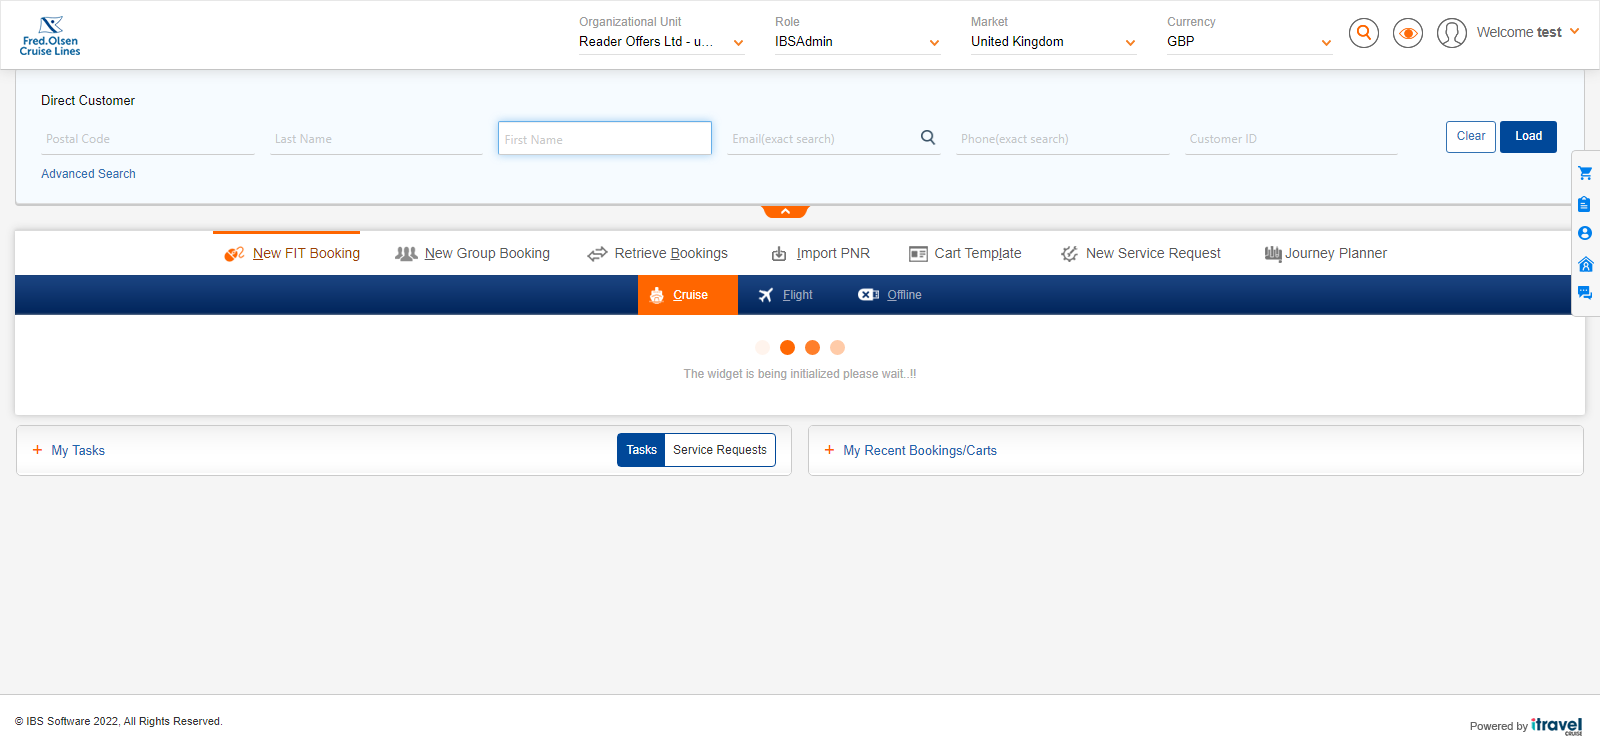 Fred.Olsen
Cruise Lines
Organizational Unit
Reader Offers Ltd - u...
Role
IBSAdmin
Market
United Kingdom
Currency
GBP
Welcome test
Direct Customer
Postal Code
Last Name
First Name
Email(exact search)
Phone(exact search)
Customer ID
Clear
Load
Advanced Search
New FIT Booking
New Group Booking
Retrieve Bookings
Import PNR
Cart Template
New Service Request
Journey Planner
Cruise
Flight
Offline
The widget is being initialized please wait..!!
+ My Tasks
Tasks
Service Requests
+ My Recent Bookings/Carts
© IBS Software 2022, All Rights Reserved.
Powered by itravel
CRUISE